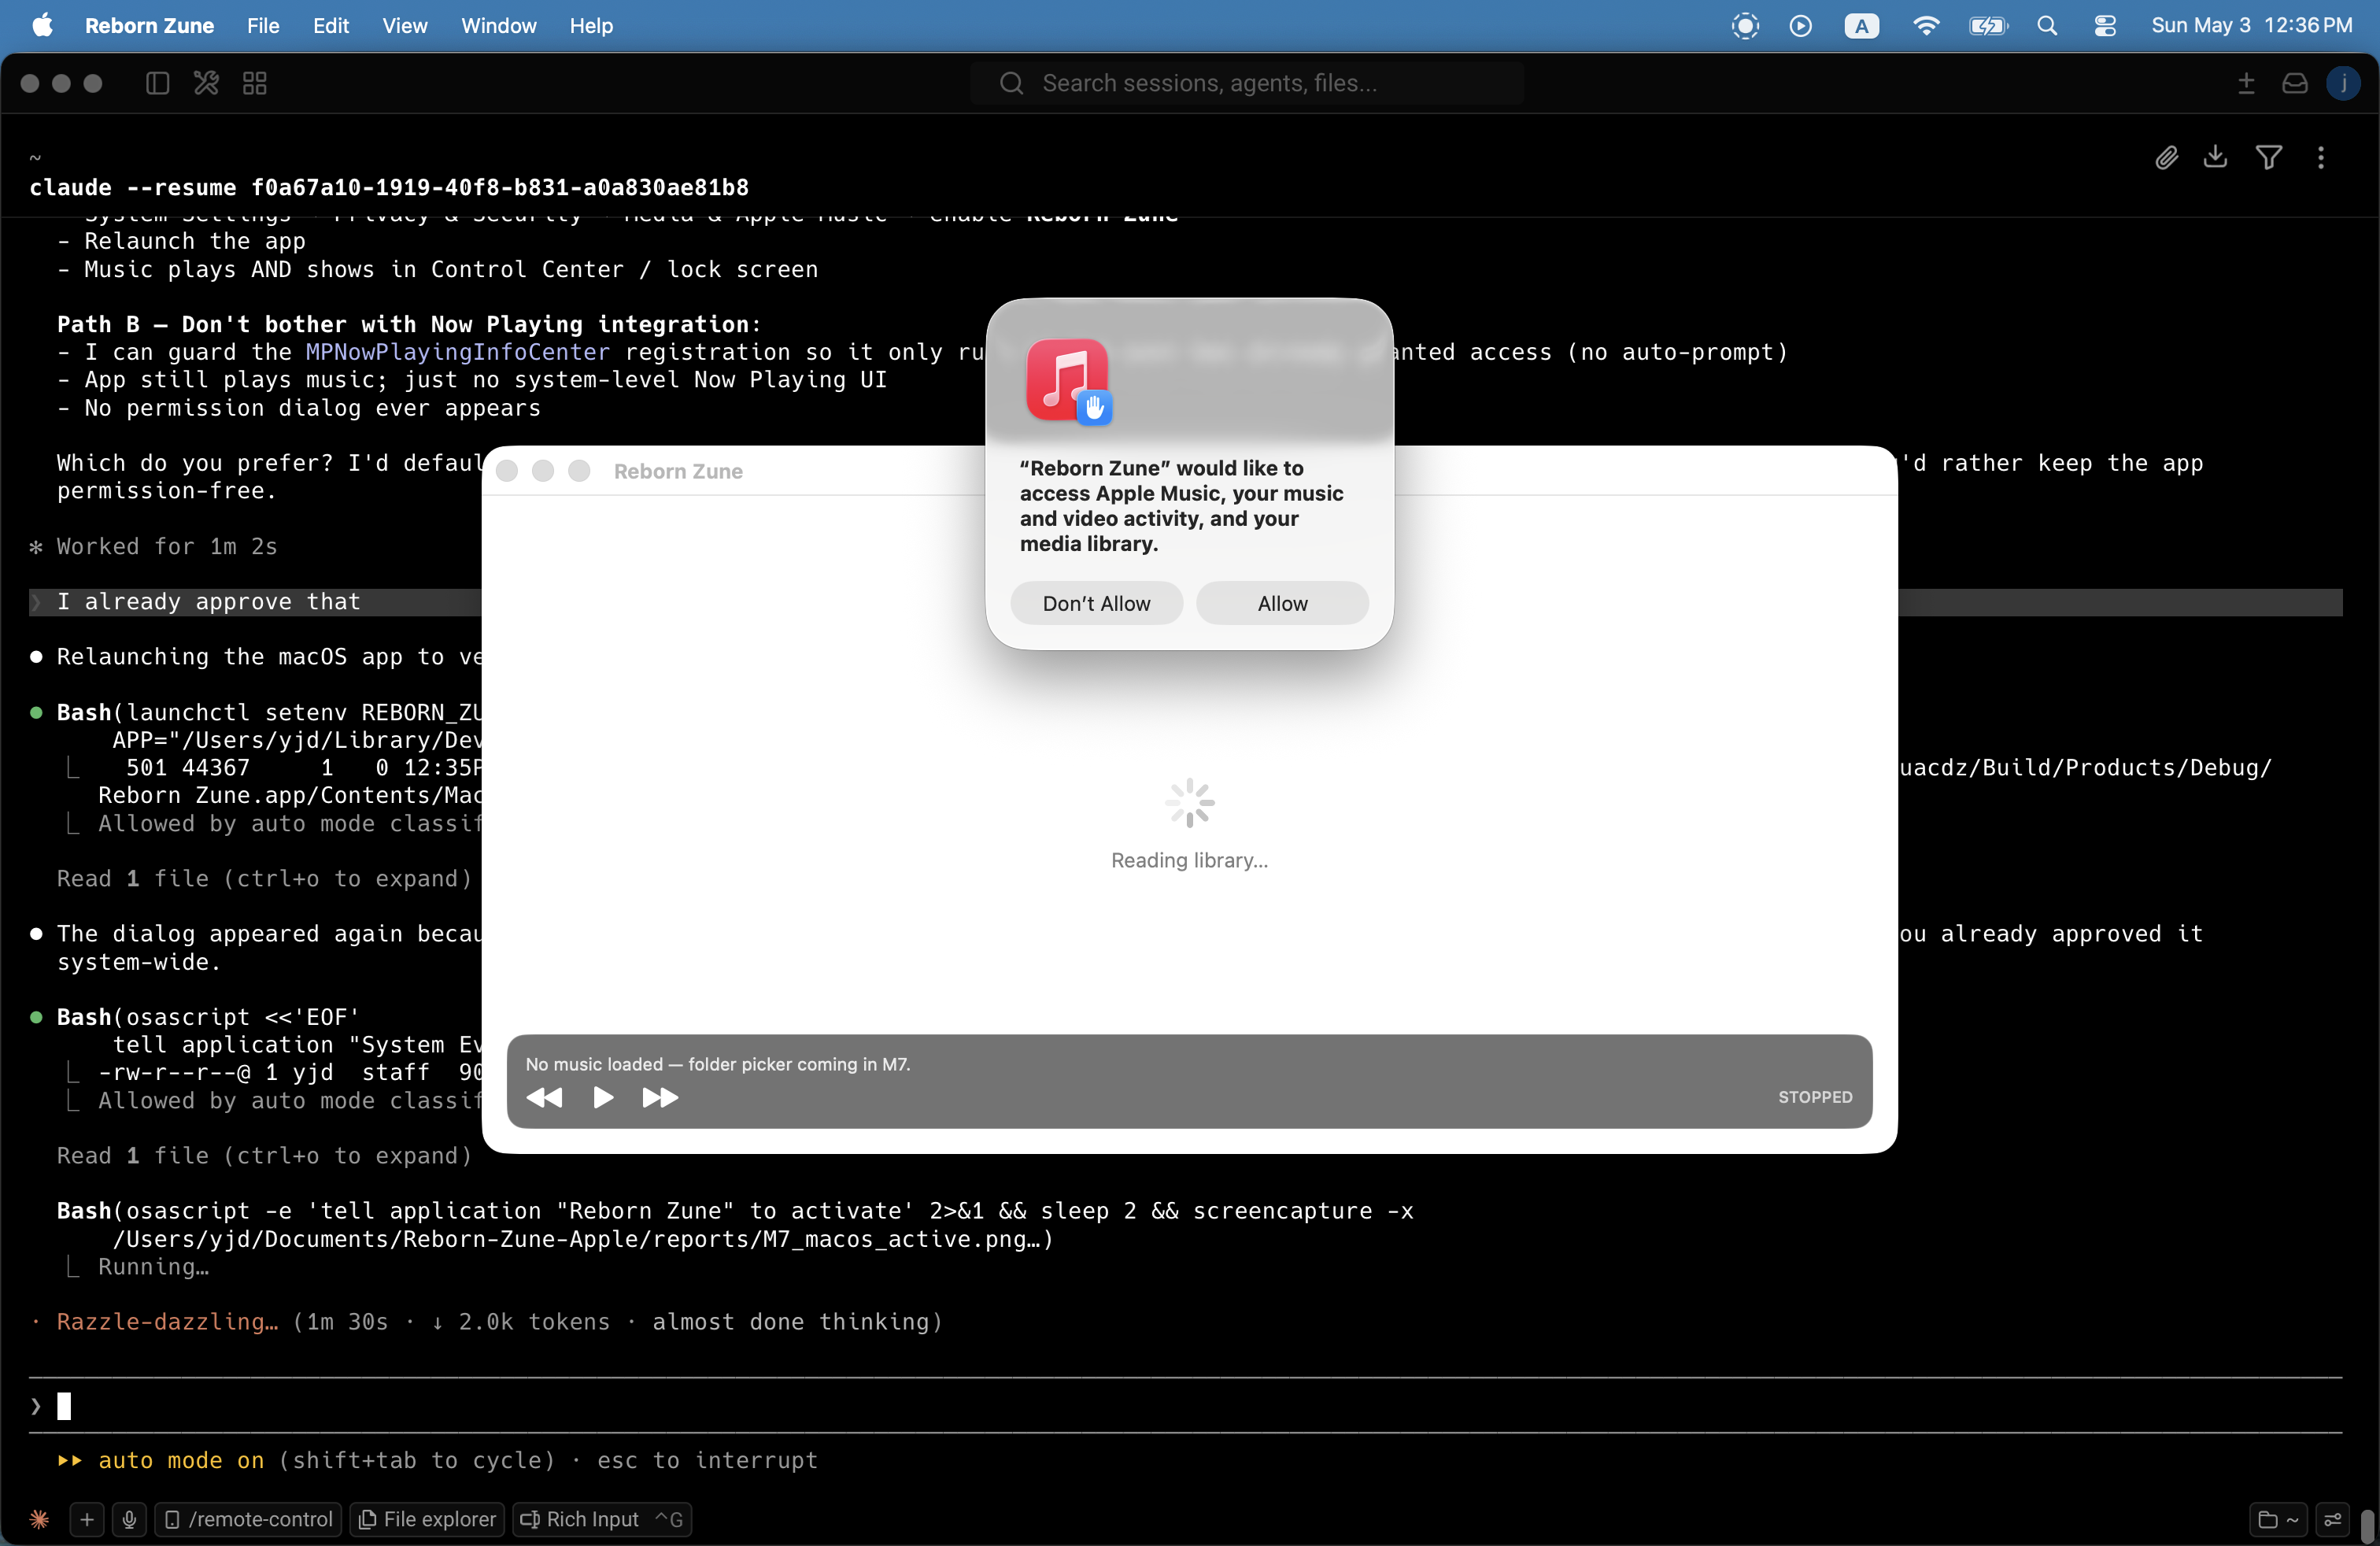 Reborn Zune File Edit View Window Help A Sun May 3 12:36 PM
Search sessions, agents, files... j
~
claude --resume f0a67a10-1919-40f8-b831-a0a830ae81b8
System Settings Privacy & Security Media & Apple Music enable Reborn Zune
- Relaunch the app
- Music plays AND shows in Control Center / lock screen
Path B — Don't bother with Now Playing integration:
- I can guard the MPNowPlayingInfoCenter registration so it only ru anted access (no auto-prompt)
- App still plays music; just no system-level Now Playing UI
- No permission dialog ever appears
Which do you prefer? I'd defaul 'd rather keep the app
permission-free.
✻ Worked for 1m 2s
❯ I already approve that
● Relaunching the macOS app to ve
● Bash(launchctl setenv REBORN_ZU
APP="/Users/yjd/Library/Dev
501 44367 1 0 12:35P uacdz/Build/Products/Debug/
Reborn Zune.app/Contents/Mac
Allowed by auto mode classif
Read 1 file (ctrl+o to expand)
● The dialog appeared again becau ou already approved it
system-wide.
● Bash(osascript <<'EOF'
tell application "System Ev
-rw-r--r--@ 1 yjd staff 90
Allowed by auto mode classif
Read 1 file (ctrl+o to expand)
Bash(osascript -e 'tell application "Reborn Zune" to activate' 2>&1 && sleep 2 && screencapture -x
/Users/yjd/Documents/Reborn-Zune-Apple/reports/M7_macos_active.png…)
Running…
· Razzle-dazzling… (1m 30s · ↓ 2.0k tokens · almost done thinking)
❯
⏵⏵ auto mode on (shift+tab to cycle) · esc to interrupt
/remote-control File explorer Rich Input ^G ~
Reborn Zune
“Reborn Zune” would like to
access Apple Music, your music
and video activity, and your
media library.
Don’t Allow Allow
Reading library...
No music loaded — folder picker coming in M7.
STOPPED